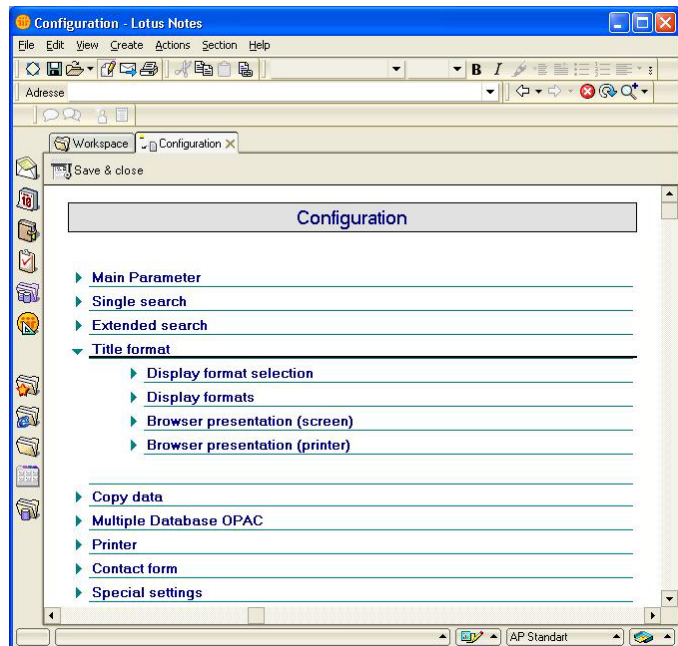 Configuration - Lotus Notes
File Edit View Create Actions Section Help
B I
Adresse
Workspace Configuration
Save & close
Configuration
Main Parameter
Single search
Extended search
Title format
Display format selection
Display formats
Browser presentation (screen)
Browser presentation (printer)
Copy data
Multiple Database OPAC
Printer
Contact form
Special settings
AP Standart